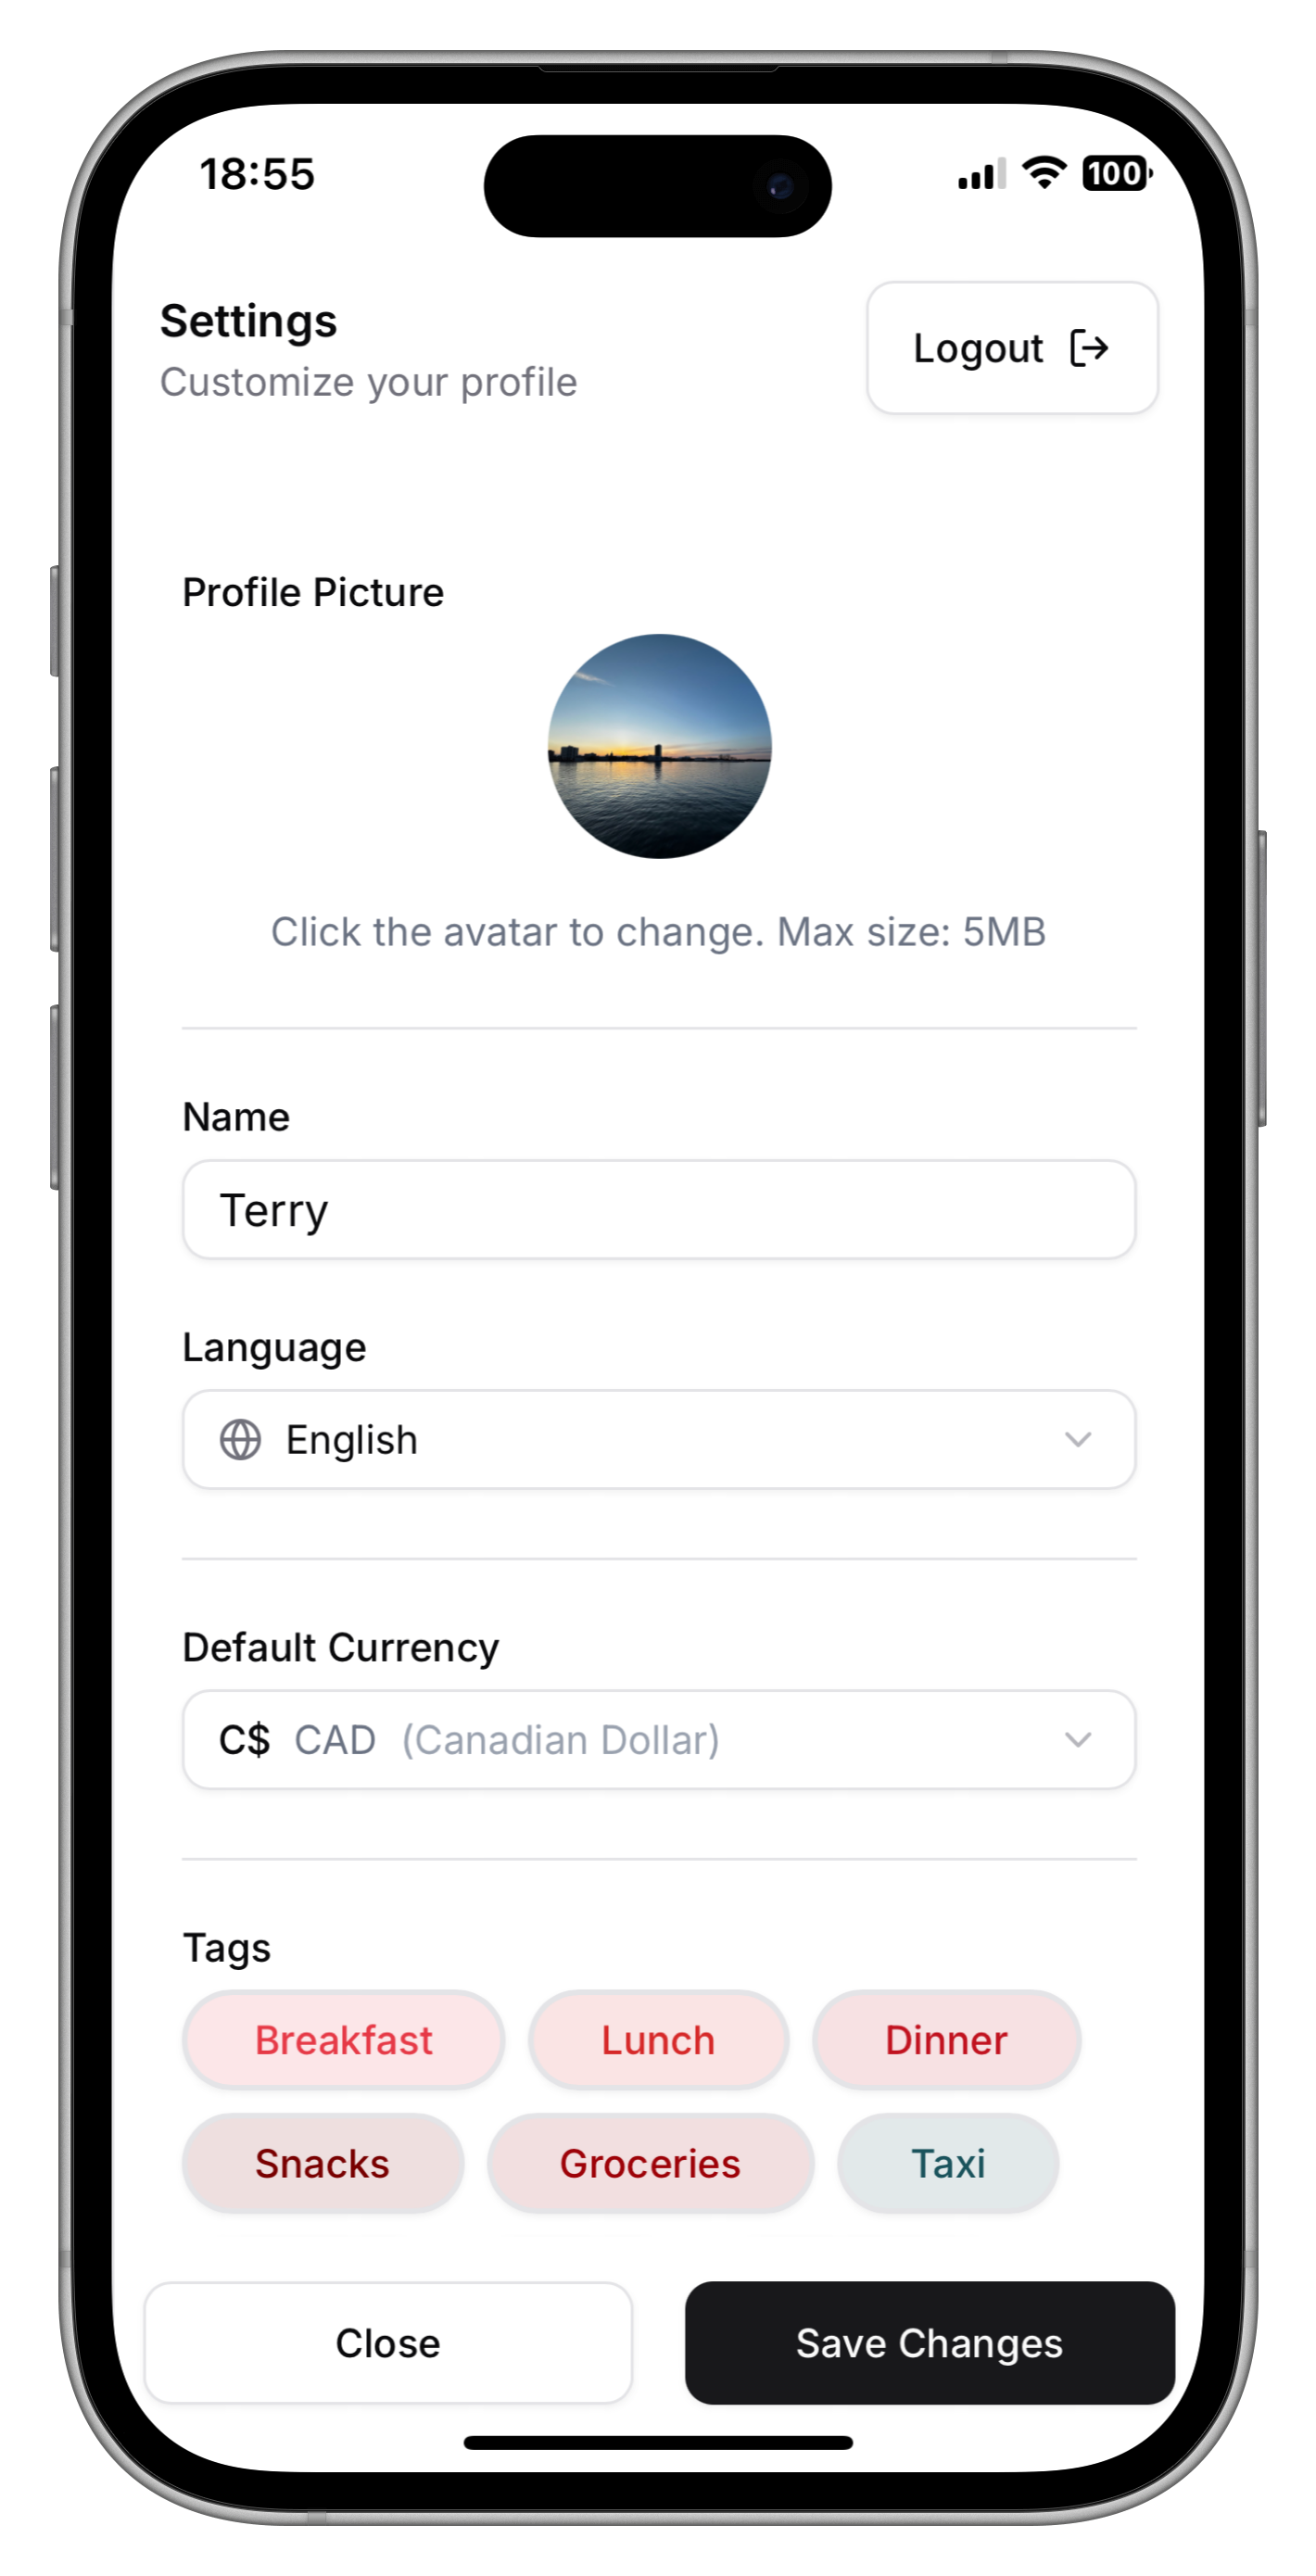 18:55
100
Settings
Logout
Customize your profile
Profile Picture
Click the avatar to change. Max size: 5MB
Name
Terry
Language
English
Default Currency
C$ CAD (Canadian Dollar)
Tags
Breakfast Lunch Dinner
Snacks Groceries Taxi
Close Save Changes